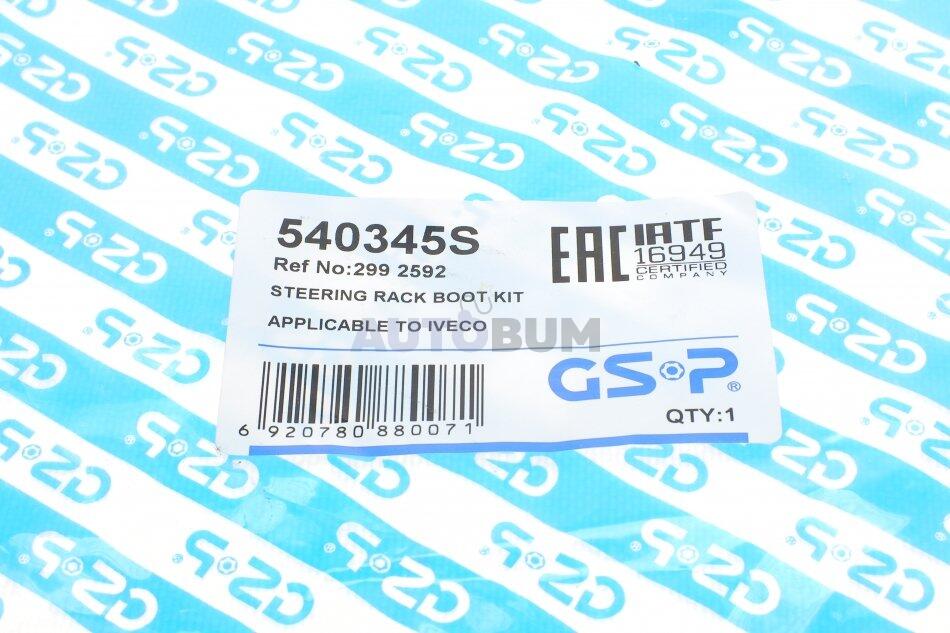 540345S
Ref No:299 2592
STEERING RACK BOOT KIT
APPLICABLE TO IVECO
EAC
IATF
16949
CERTIFIED
COMPANY
AUTOBUM
GSP®
6 920780 880071
QTY:1